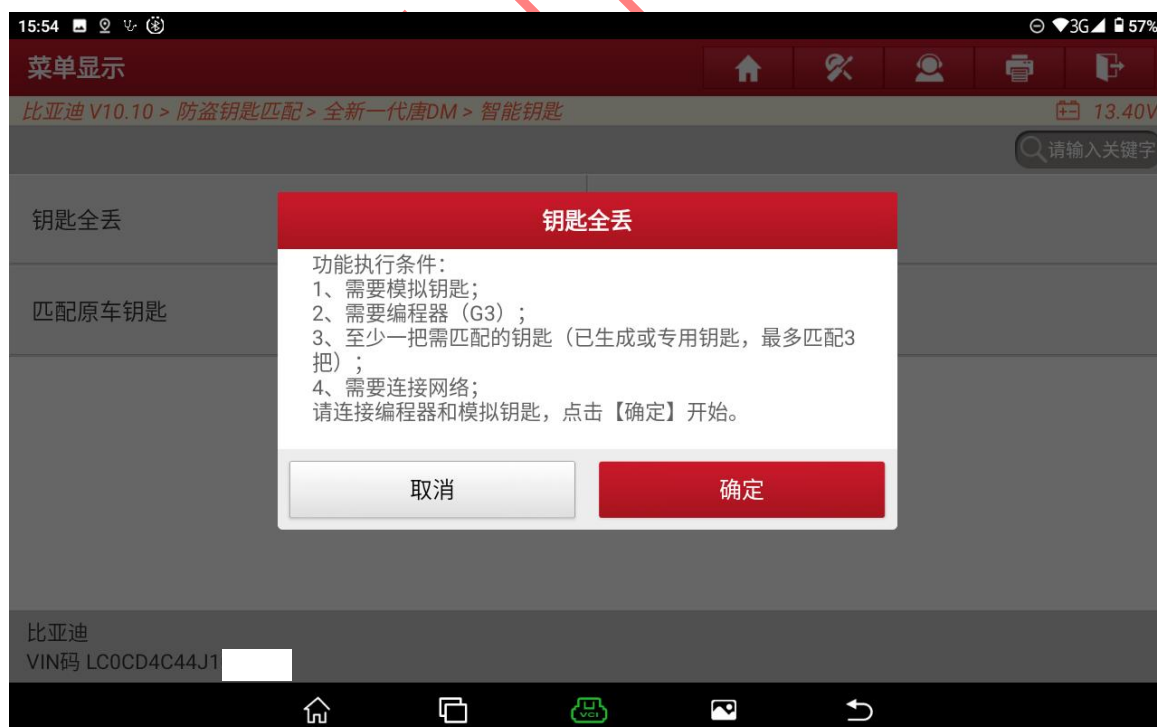 15:54
3G 57%
菜单显示
比亚迪 V10.10 > 防盗钥匙匹配 > 全新一代唐DM > 智能钥匙
13.40V
请输入关键字
钥匙全丢
匹配原车钥匙
钥匙全丢
功能执行条件：
1、需要模拟钥匙；
2、需要编程器（G3）；
3、至少一把需匹配的钥匙（已生成或专用钥匙，最多匹配3
把）；
4、需要连接网络；
请连接编程器和模拟钥匙，点击【确定】开始。
取消
确定
比亚迪
VIN码 LC0CD4C44J1
VCI